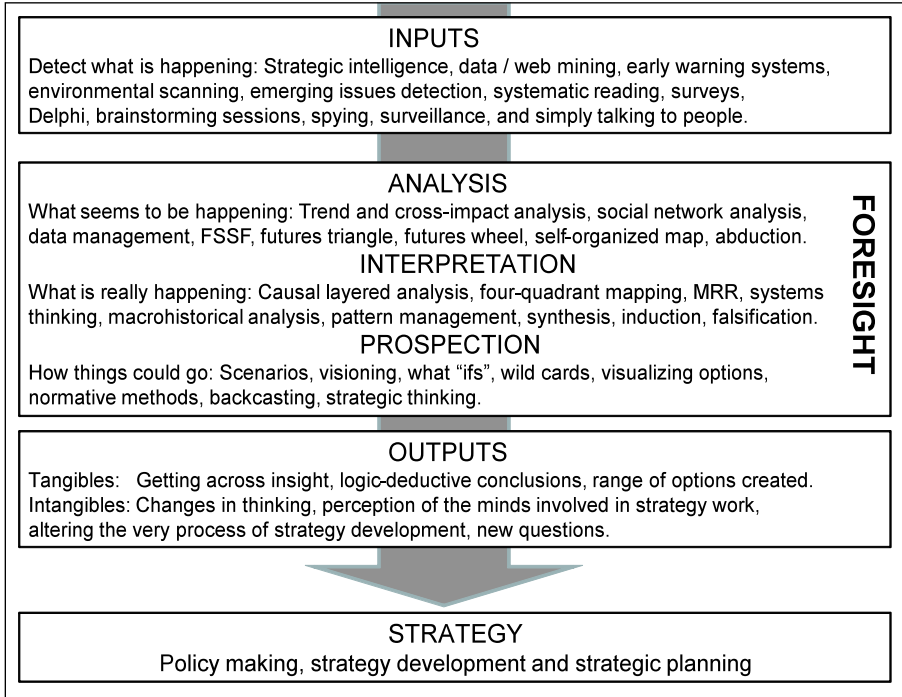 INPUTS
Detect what is happening: Strategic intelligence, data / web mining, early warning systems,
environmental scanning, emerging issues detection, systematic reading, surveys,
Delphi, brainstorming sessions, spying, surveillance, and simply talking to people.
ANALYSIS
What seems to be happening: Trend and cross-impact analysis, social network analysis,
data management, FSSF, futures triangle, futures wheel, self-organized map, abduction.
INTERPRETATION
What is really happening: Causal layered analysis, four-quadrant mapping, MRR, systems
thinking, macrohistorical analysis, pattern management, synthesis, induction, falsification.
PROSPECTION
How things could go: Scenarios, visioning, what “ifs”, wild cards, visualizing options,
normative methods, backcasting, strategic thinking.
FORESIGHT
OUTPUTS
Tangibles: Getting across insight, logic-deductive conclusions, range of options created.
Intangibles: Changes in thinking, perception of the minds involved in strategy work,
altering the very process of strategy development, new questions.
STRATEGY
Policy making, strategy development and strategic planning